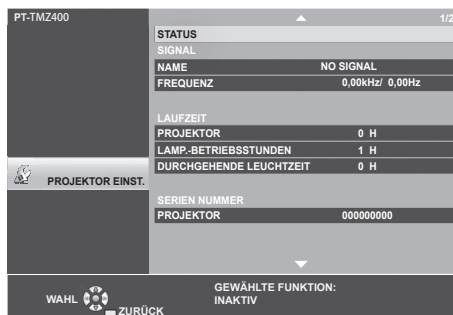 PT-TMZ400
1/2
STATUS
SIGNAL
NAME NO SIGNAL
FREQUENZ 0,00kHz/ 0,00Hz
LAUFZEIT
PROJEKTOR 0 H
LAMP.-BETRIEBSSTUNDEN 1 H
DURCHGEHENDE LEUCHTZEIT 0 H
PROJEKTOR EINST.
SERIEN NUMMER
PROJEKTOR 000000000
WAHL
ZURÜCK
GEWÄHLTE FUNKTION:
INAKTIV